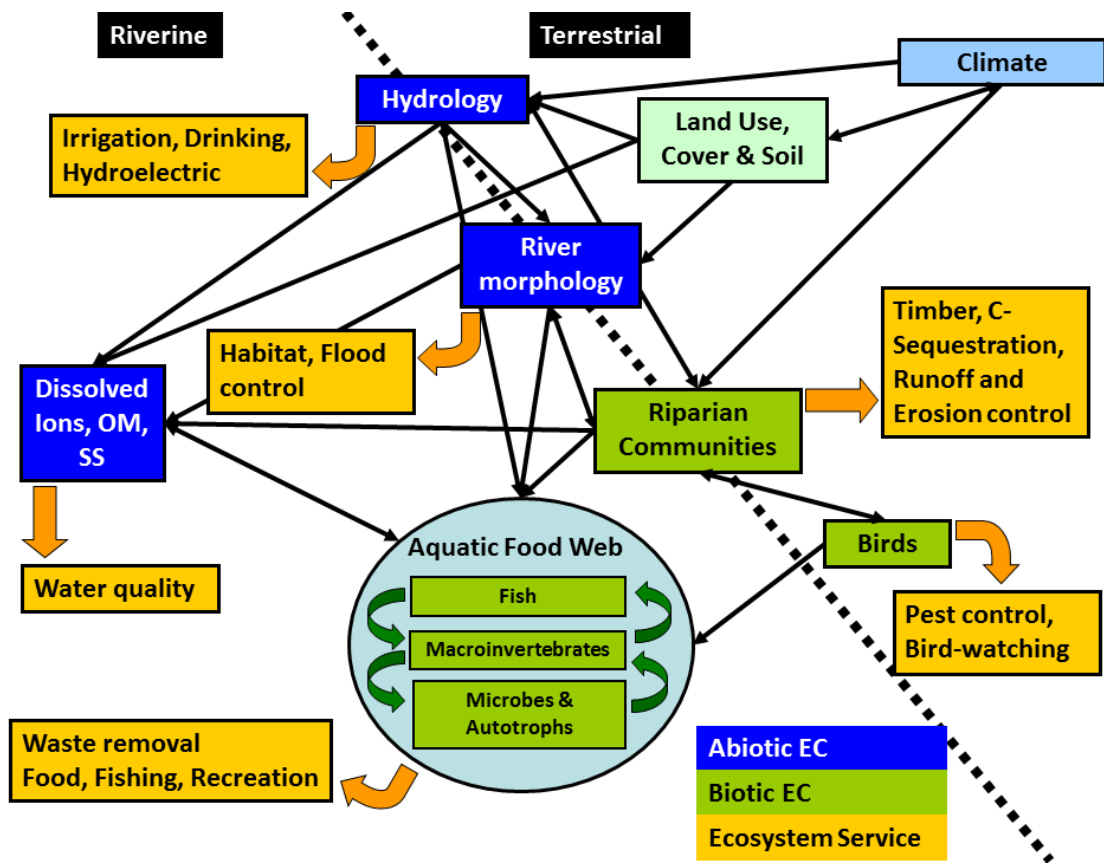 Riverine
Terrestrial
Climate
Hydrology
Land Use,
Cover & Soil
Irrigation, Drinking,
Hydroelectric
River
morphology
Timber, C-
Sequestration,
Runoff and
Erosion control
Habitat, Flood
control
Dissolved
Ions, OM,
SS
Riparian
Communities
Birds
Aquatic Food Web
Fish
Macroinvertebrates
Microbes &
Autotrophs
Water quality
Pest control,
Bird-watching
Waste removal
Food, Fishing, Recreation
Abiotic EC
Biotic EC
Ecosystem Service